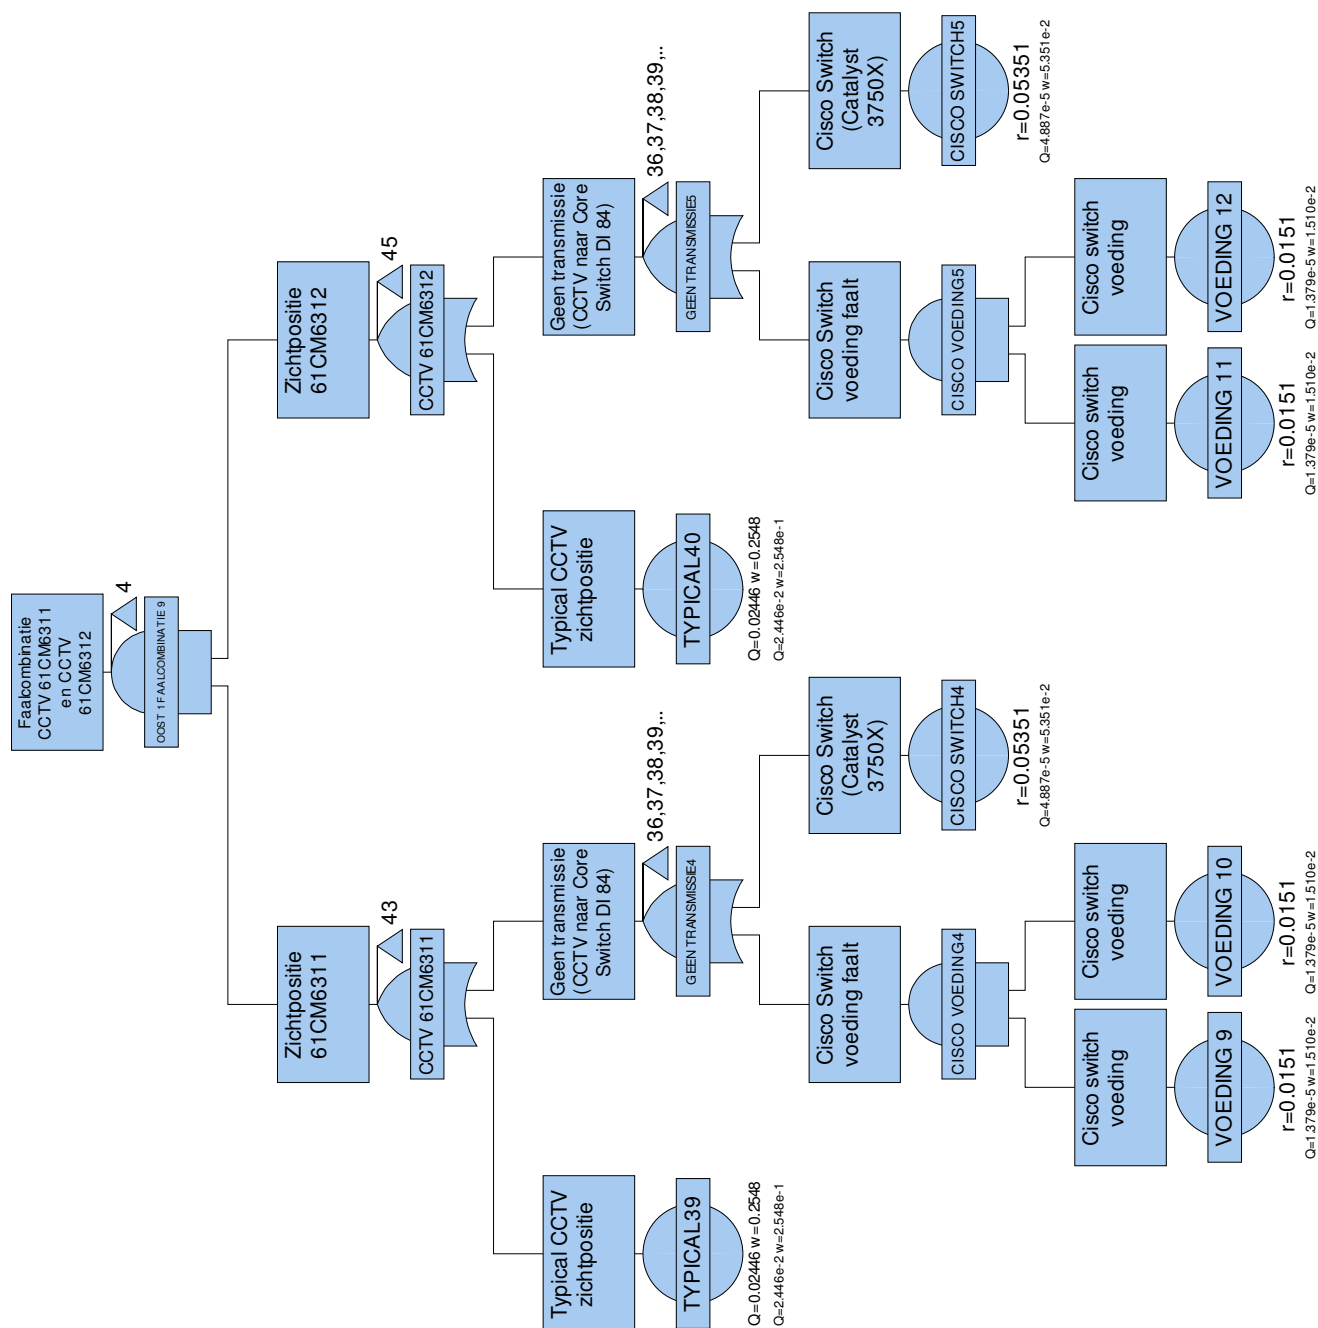 Faalcombinatie
CCTV 61CM6311
en CCTV
61CM6312
4
OOST 1 FAALCOMBINATIE 9
Zichtpositie
61CM6311
43
CCTV 61CM6311
Zichtpositie
61CM6312
45
CCTV 61CM6312
Typical CCTV
zichtpositie
TYPICAL39
Q=0.02446 w=0.2548
Q=2.446e-2 w=2.548e-1
Geen transmissie
(CCTV naar Core
Switch DI 84)
36,37,38,39,..
GEEN TRANSMISSIE4
Typical CCTV
zichtpositie
TYPICAL40
Q=0.02446 w=0.2548
Q=2.446e-2 w=2.548e-1
Geen transmissie
(CCTV naar Core
Switch DI 84)
36,37,38,39,..
GEEN TRANSMISSIE5
Cisco Switch
voeding faalt
CISCO VOEDING4
Cisco Switch
(Catalyst
3750X)
CISCO SWITCH4
r=0.05351
Q=4.887e-5 w=5.351e-2
Cisco Switch
voeding faalt
CISCO VOEDING5
Cisco Switch
(Catalyst
3750X)
CISCO SWITCH5
r=0.05351
Q=4.887e-5 w=5.351e-2
Cisco switch
voeding
VOEDING 9
r=0.0151
Q=1.379e-5 w=1.510e-2
Cisco switch
voeding
VOEDING 10
r=0.0151
Q=1.379e-5 w=1.510e-2
Cisco switch
voeding
VOEDING 11
r=0.0151
Q=1.379e-5 w=1.510e-2
Cisco switch
voeding
VOEDING 12
r=0.0151
Q=1.379e-5 w=1.510e-2